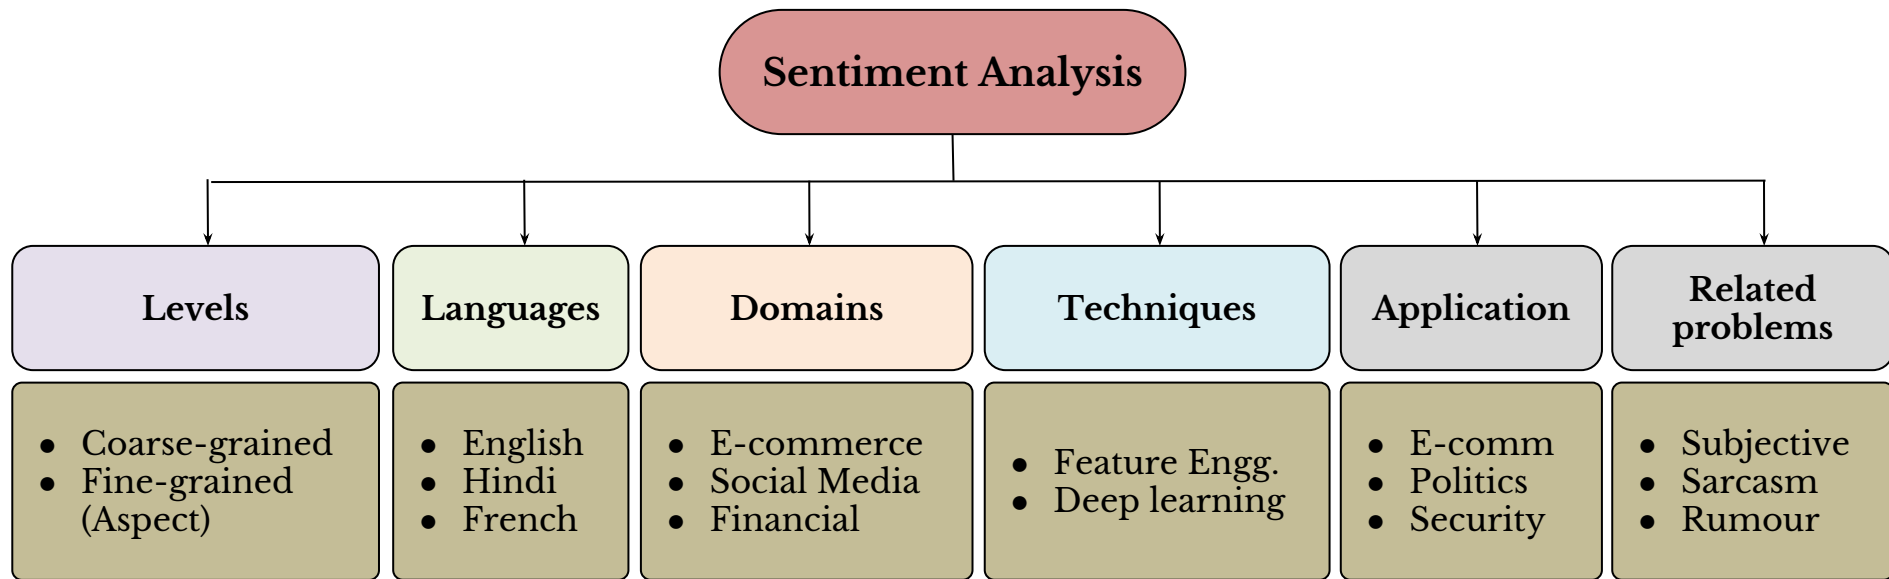 Sentiment Analysis
Levels
Languages
Domains
Techniques
Application
Related
problems
● Coarse-grained
● Fine-grained
(Aspect)
● English
● Hindi
● French
● E-commerce
● Social Media
● Financial
● Feature Engg.
● Deep learning
● E-comm
● Politics
● Security
● Subjective
● Sarcasm
● Rumour